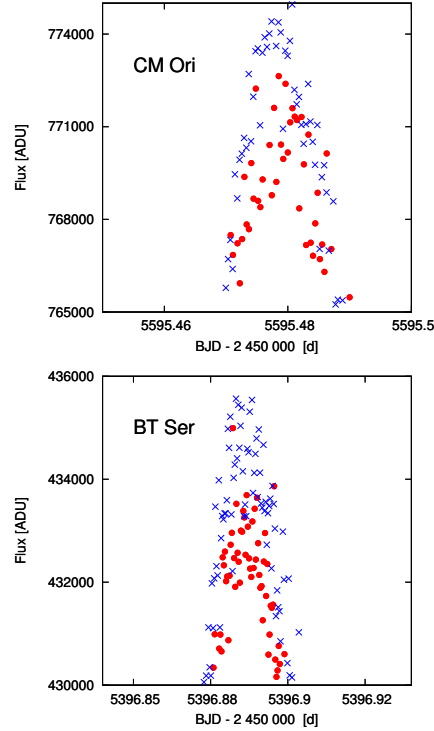 774000
CM Ori
771000
Flux [ADU]
768000
765000
5595.46
5595.48
5595.5
BJD - 2 450 000 [d]
436000
BT Ser
434000
Flux [ADU]
432000
430000
5396.85
5396.88
5396.9
5396.92
BJD - 2 450 000 [d]